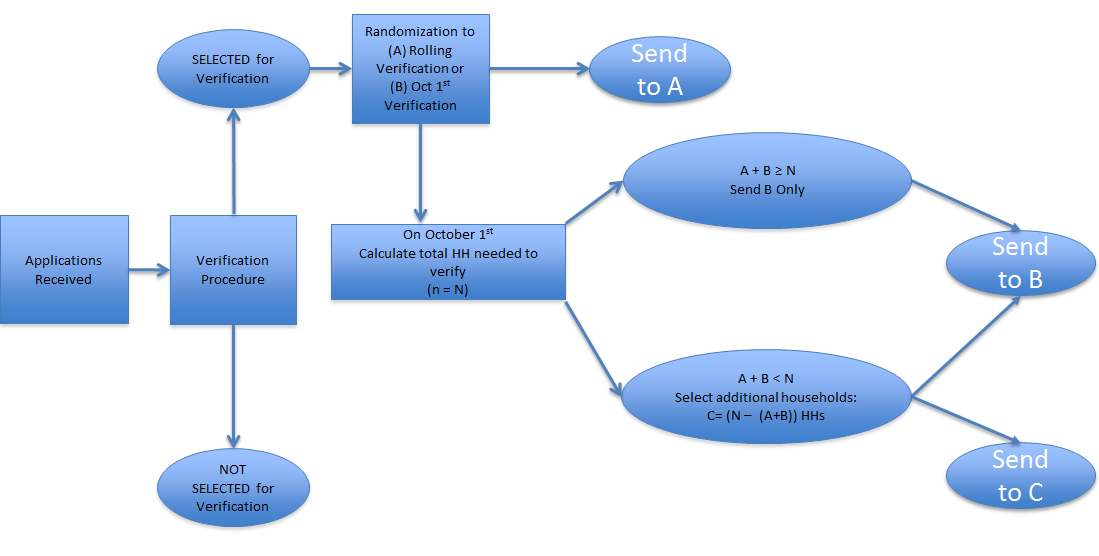 SELECTED for
Verification
Randomization to
(A) Rolling
Verification or
(B) Oct 1st
Verification
Send
to A
A + B ≥ N
Send B Only
Applications
Received
Verification
Procedure
On October 1st
Calculate total HH needed to
verify
(n = N)
Send
to B
A + B < N
Select additional households:
C= (N – (A+B)) HHs
NOT
SELECTED for
Verification
Send
to C